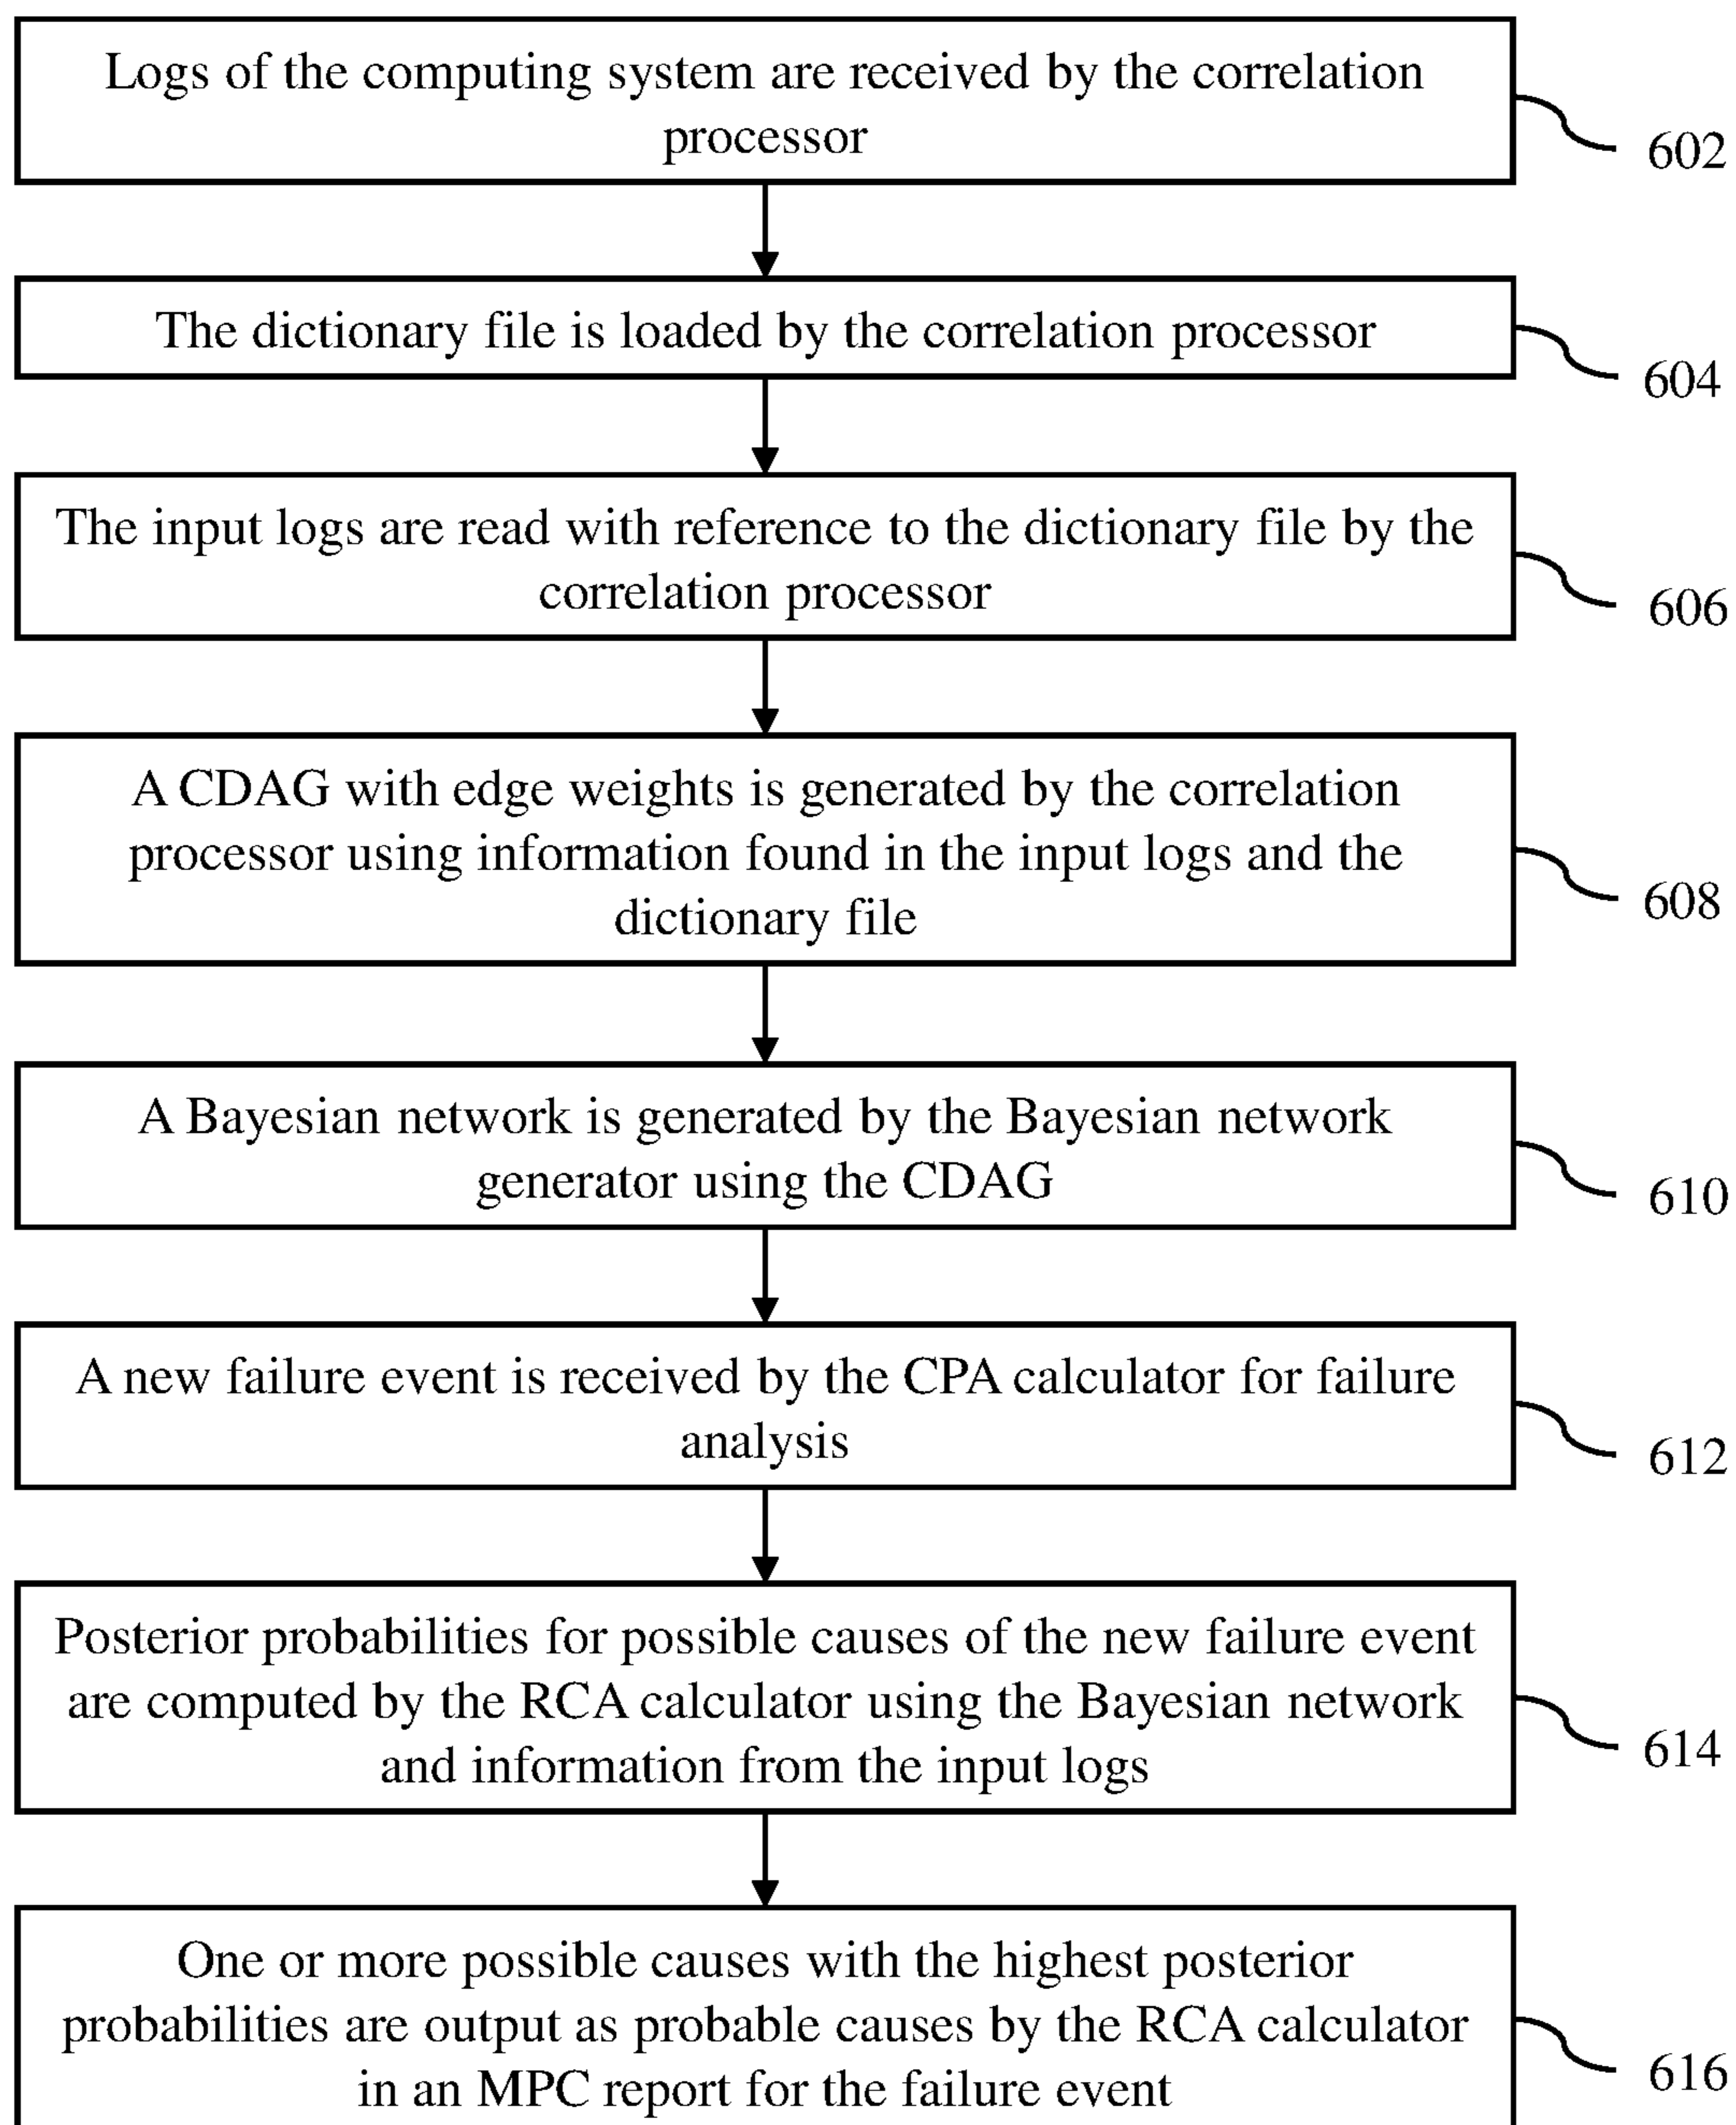 Logs of the computing system are received by the correlation
processor
602
The dictionary file is loaded by the correlation processor
604
The input logs are read with reference to the dictionary file by the
correlation processor
606
A CDAG with edge weights is generated by the correlation
processor using information found in the input logs and the
dictionary file
608
A Bayesian network is generated by the Bayesian network
generator using the CDAG
610
A new failure event is received by the CPA calculator for failure
analysis
612
Posterior probabilities for possible causes of the new failure event
are computed by the RCA calculator using the Bayesian network
and information from the input logs
614
One or more possible causes with the highest posterior
probabilities are output as probable causes by the RCA calculator
in an MPC report for the failure event
616